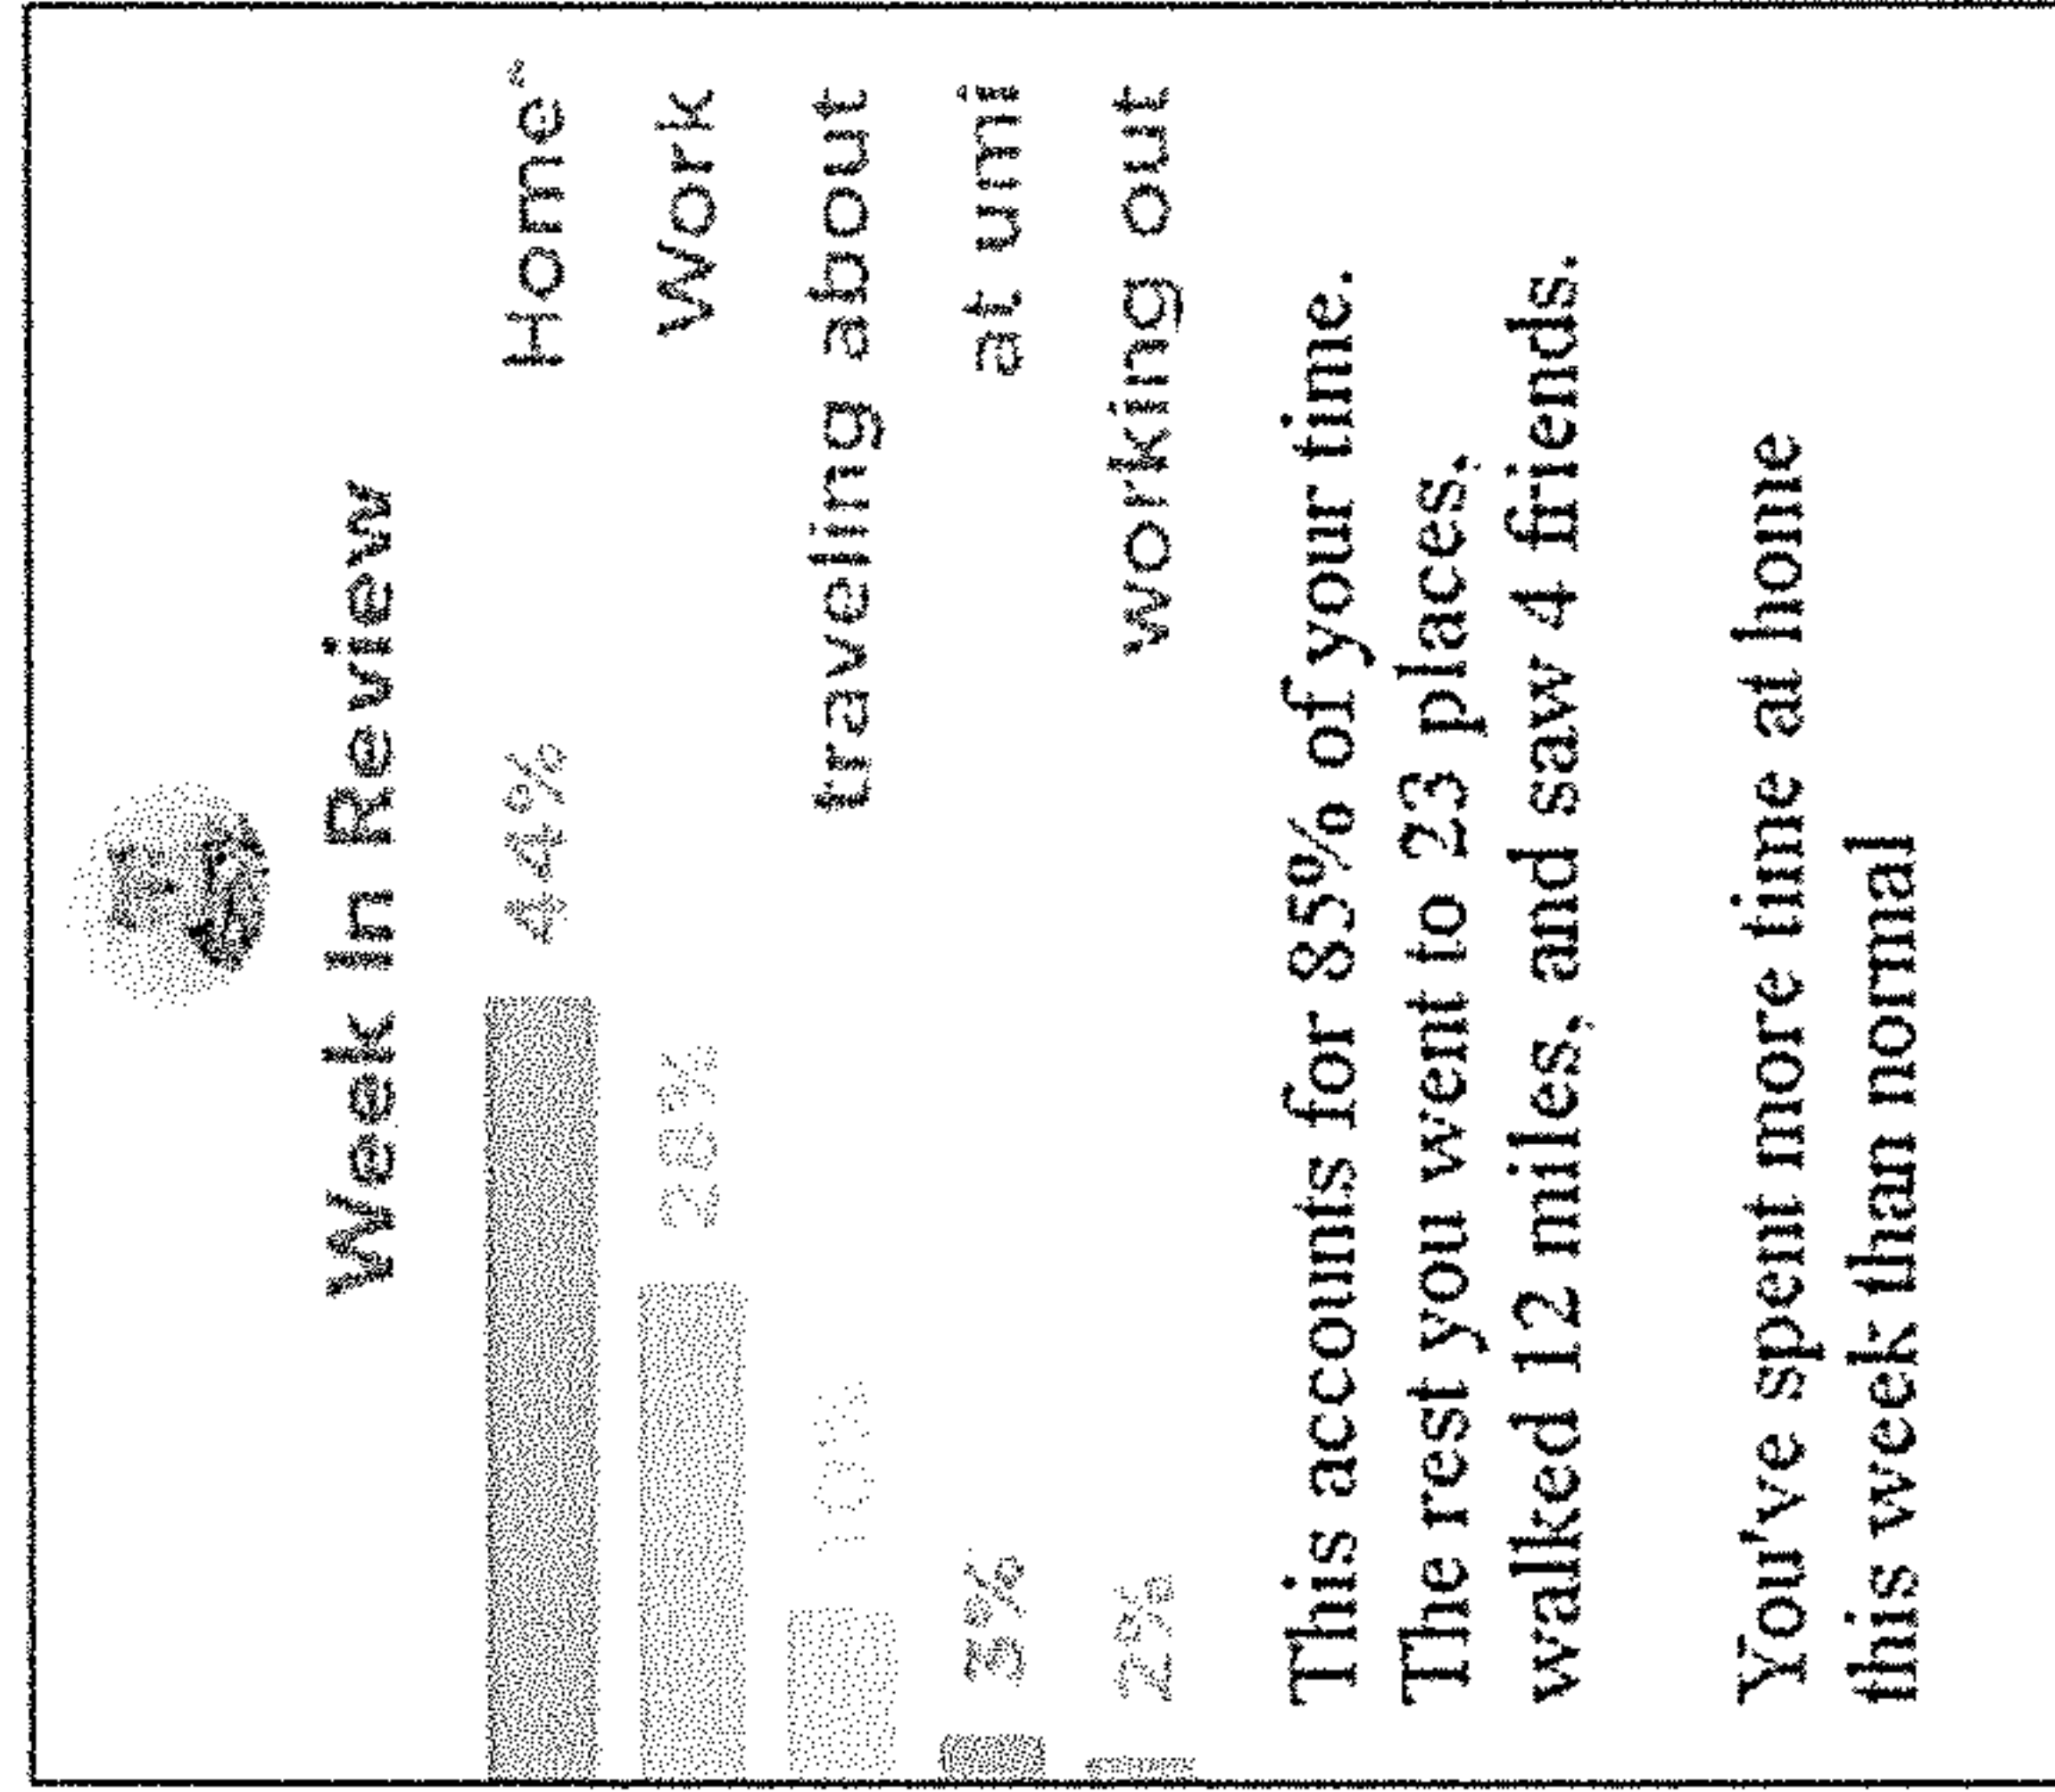 Week In Review
44% Home
28% Work
10% traveling about
3% at uni
2% working out
This accounts for 85% of your time.
The rest you went to 23 places,
walked 12 miles, and saw 4 friends.
You've spent more time at home
this week than normal